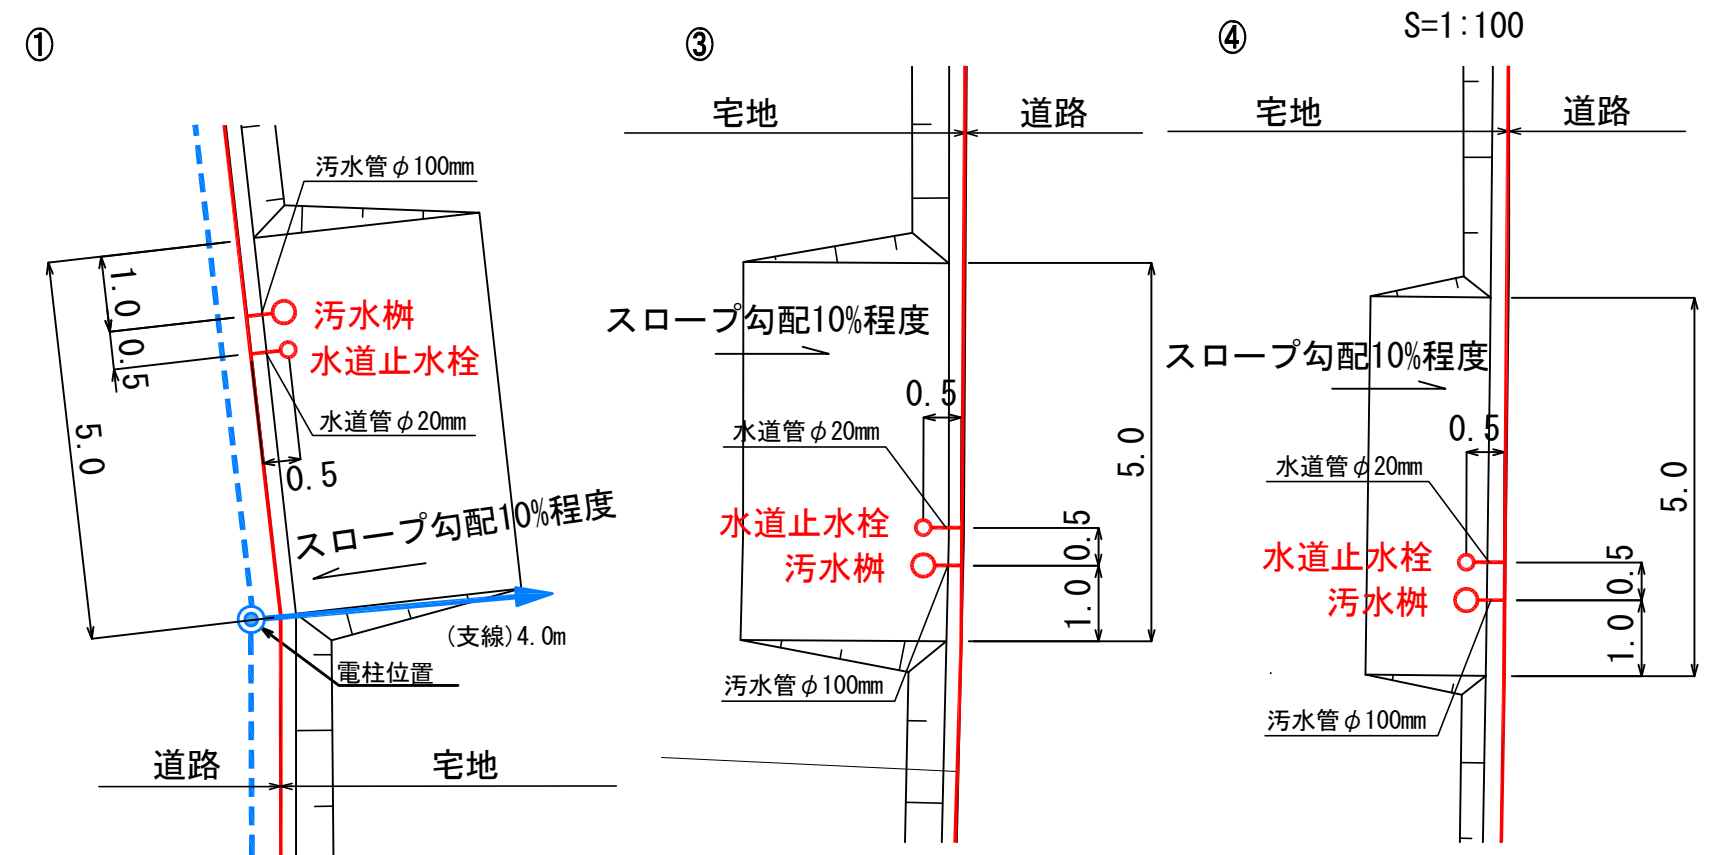 ①
汚水管φ100mm
1.0
0.5
5.0
汚水桝
水道止水栓
水道管φ20mm
0.5
スロープ勾配10%程度
(支線)4.0m
電柱位置
道路
宅地
③
宅地
道路
スロープ勾配10%程度
0.5
水道管φ20mm
5.0
水道止水栓
0.5
汚水桝
1.0
汚水管φ100mm
④
S=1:100
宅地
道路
スロープ勾配10%程度
0.5
水道管φ20mm
5.0
水道止水栓
0.5
汚水桝
1.0
汚水管φ100mm